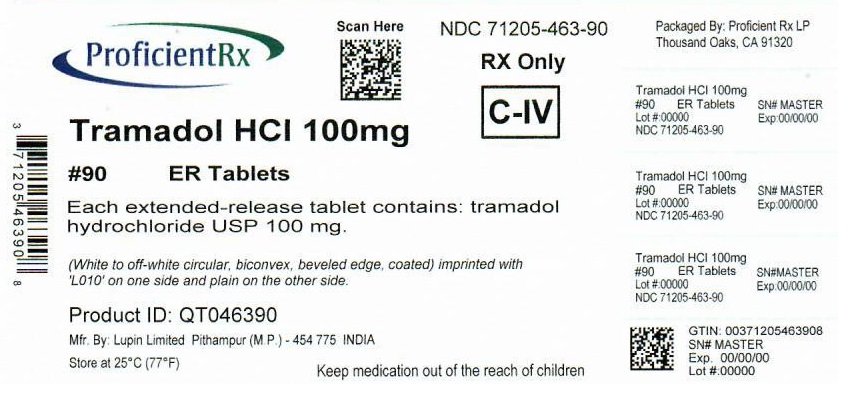 ProficientRx
Scan Here
NDC 71205-463-90
RX Only
C-IV
Tramadol HCl 100mg
#90 ER Tablets
Each extended-release tablet contains: tramadol
hydrochloride USP 100 mg.
(White to off-white circular, biconvex, beveled edge, coated) imprinted with
'L010' on one side and plain on the other side.
Product ID: QT046390
Mfr. By: Lupin Limited Pithampur (M.P.) - 454 775 INDIA
Store at 25°C (77°F)
Keep medication out of the reach of children
3 71205 46390 8
Packaged By: Proficient Rx LP
Thousand Oaks, CA 91320
Tramadol HCl 100mg
#90 ER Tablets SN# MASTER
Lot #:00000 Exp:00/00/00
NDC 71205-463-90
Tramadol HCl 100mg
#90 ER Tablets SN# MASTER
Lot #:00000 Exp:00/00/00
NDC 71205-463-90
Tramadol HCl 100mg
#90 ER Tablets SN#MASTER
Lot #:00000 Exp:00/00/00
NDC 71205-463-90
GTIN: 00371205463908
SN# MASTER
Exp. 00/00/00
Lot #:00000